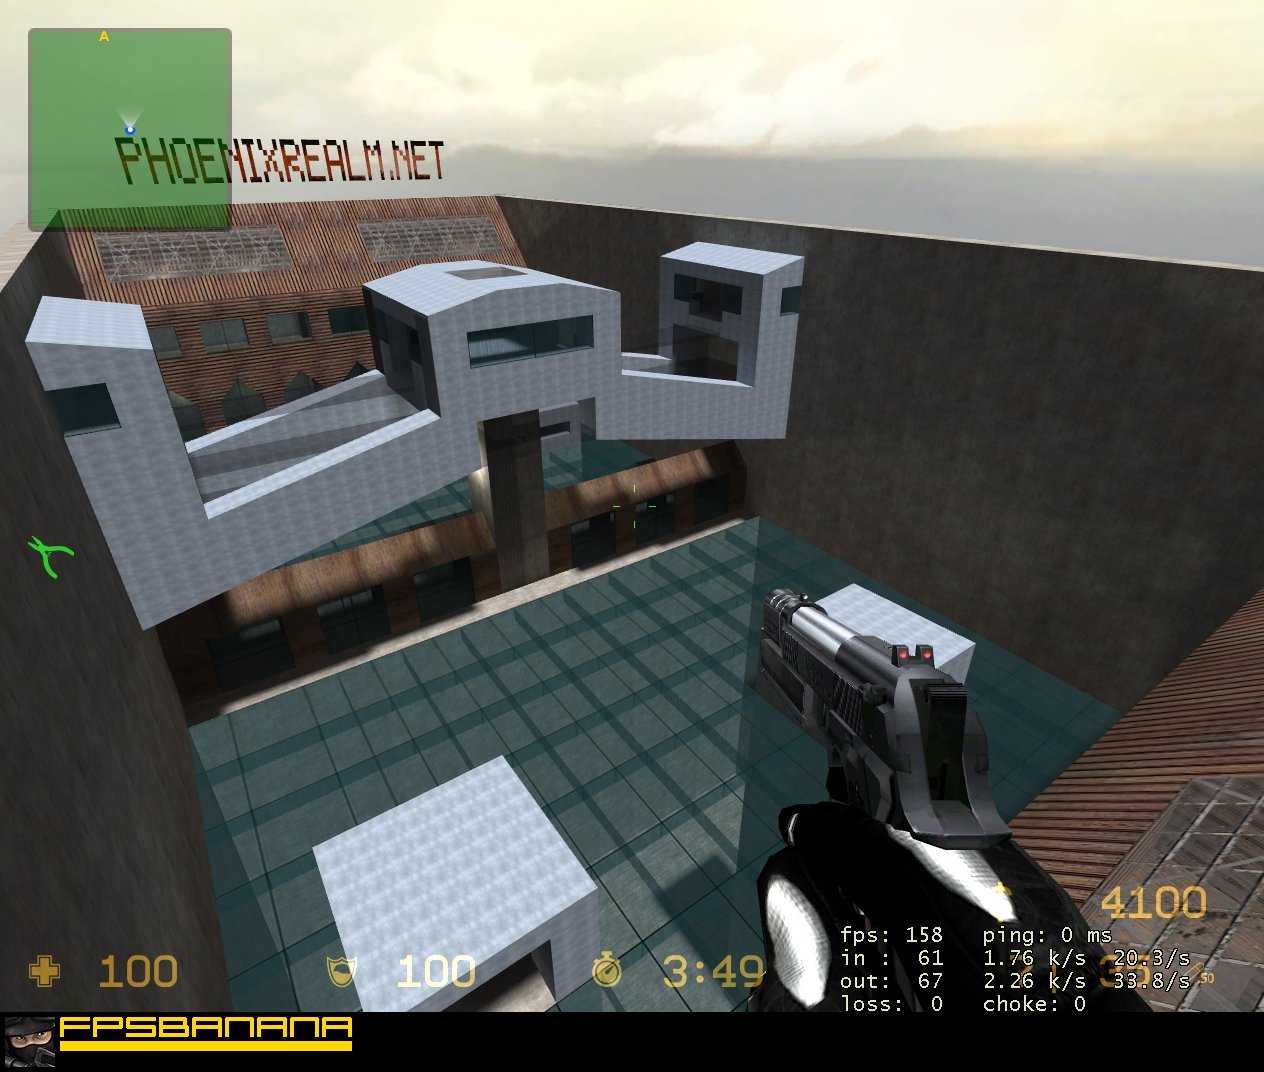 A
PHOENIXREALM.NET
4100
fps: 158 ping: 0 ms
in : 61 1.76 k/s 20.3/s
out: 67 2.26 k/s 33.8/s
loss: 0 choke: 0
100
100
3:49
50
FPSBANANA